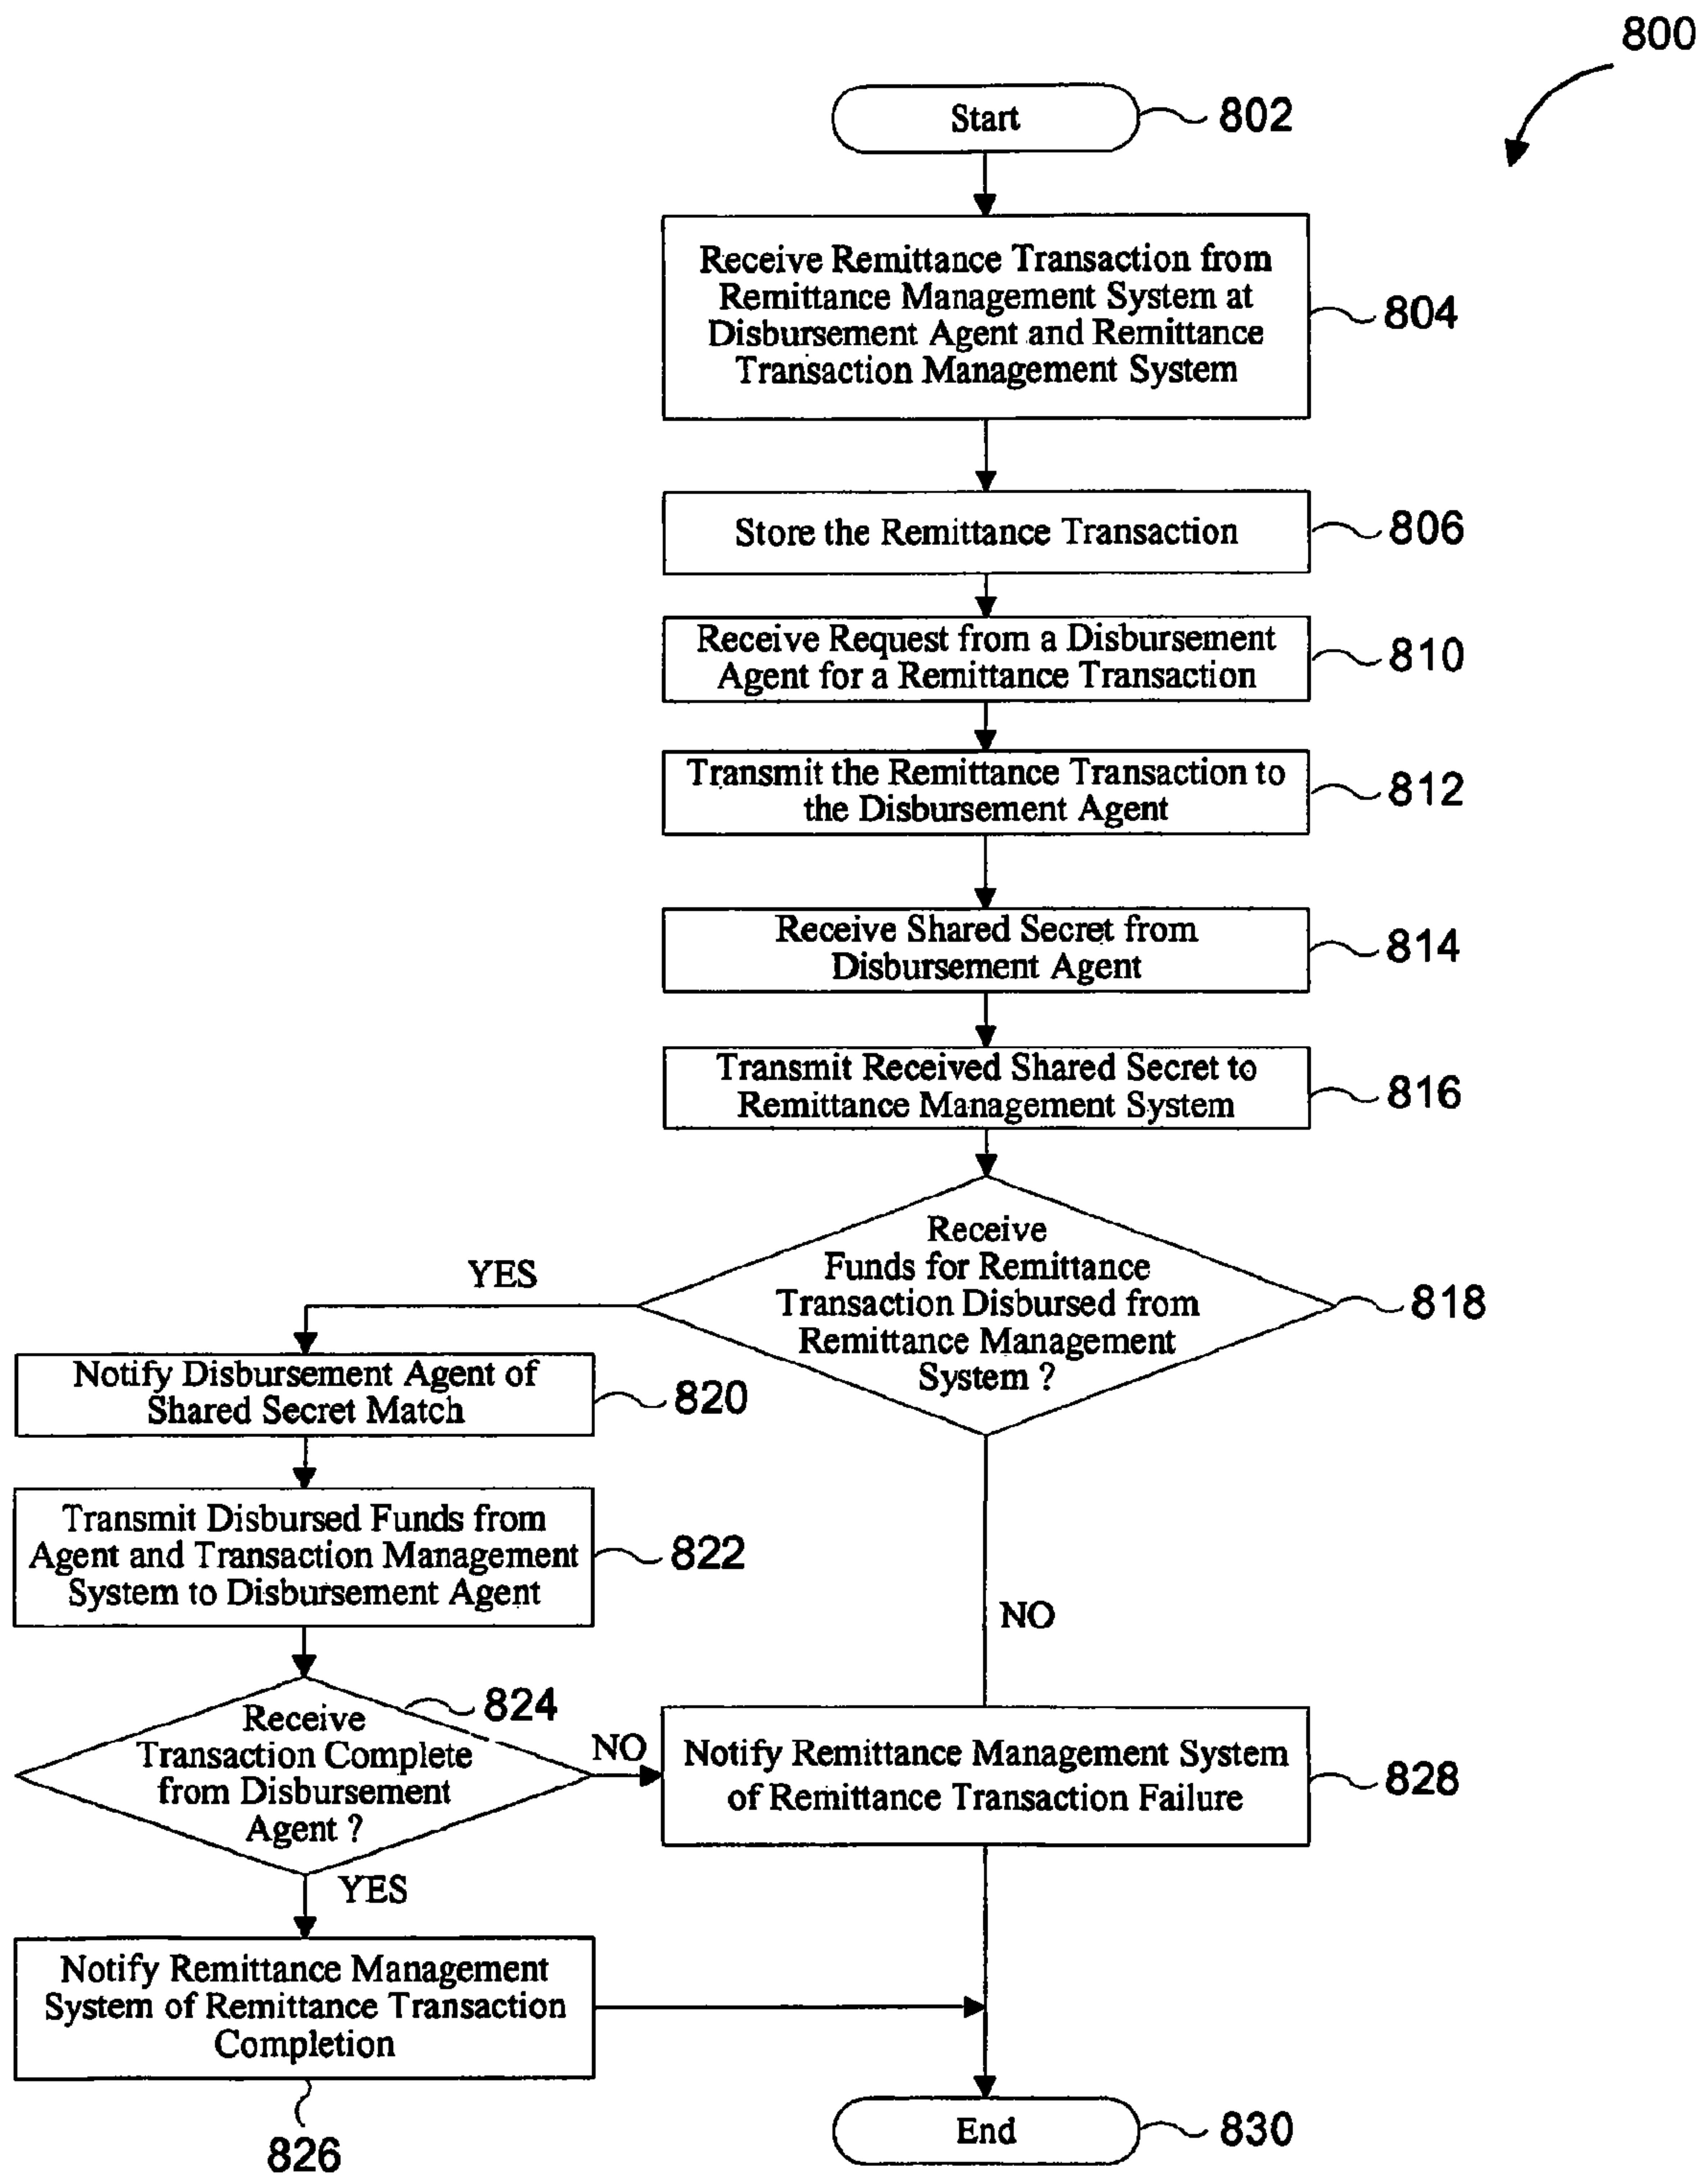 800
Start
802
Receive Remittance Transaction from
Remittance Management System at
Disbursement Agent and Remittance
Transaction Management System
804
Store the Remittance Transaction
806
Receive Request from a Disbursement
Agent for a Remittance Transaction
810
Transmit the Remittance Transaction to
the Disbursement Agent
812
Receive Shared Secret from
Disbursement Agent
814
Transmit Received Shared Secret to
Remittance Management System
816
Receive
Funds for Remittance
Transaction Disbursed from
Remittance Management
System ?
818
YES
Notify Disbursement Agent of
Shared Secret Match
820
Transmit Disbursed Funds from
Agent and Transaction Management
System to Disbursement Agent
822
NO
Receive
Transaction Complete
from Disbursement
Agent ?
824
NO
Notify Remittance Management System
of Remittance Transaction Failure
828
YES
Notify Remittance Management
System of Remittance Transaction
Completion
826
End
830